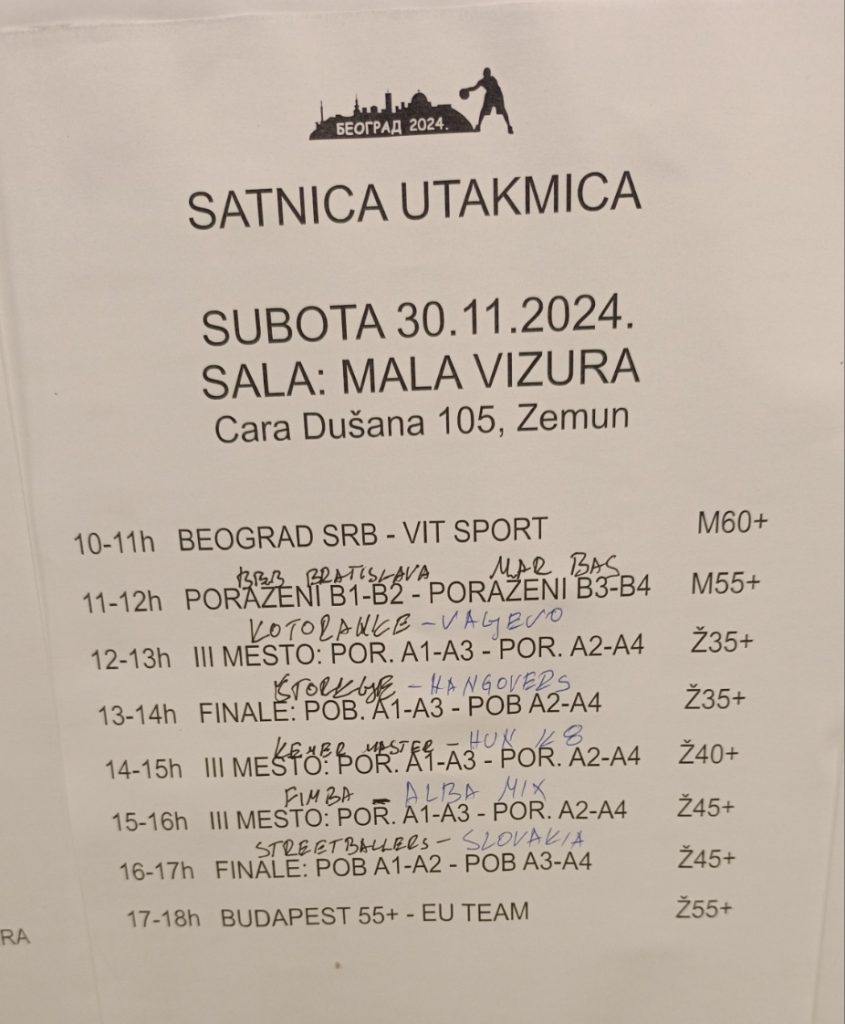 БЕОГРАД 2024.
SATNICA UTAKMICA
SUBOTA 30.11.2024.
SALA: MALA VIZURA
Cara Dušana 105, Zemun
10-11h BEOGRAD SRB - VIT SPORT M60+
BBB BRATISLAVA MAR BAS
11-12h PORAŽENI B1-B2 - PORAŽENI B3-B4 M55+
KOTORANKE - VALJEVO
12-13h III MESTO: POR. A1-A3 - POR. A2-A4 Ž35+
- HANGOVERS
13-14h FINALE: POB. A1-A3 - POB A2-A4 Ž35+
KEMER MASTER - HUN K8
14-15h III MESTO: POR. A1-A3 - POR. A2-A4 Ž40+
FIMBA - ALBA MIX
15-16h III MESTO: POR. A1-A3 - POR. A2-A4 Ž45+
STREETBALLERS - SLOVAKIA
16-17h FINALE: POB A1-A2 - POB A3-A4 Ž45+
17-18h BUDAPEST 55+ - EU TEAM Ž55+
RA